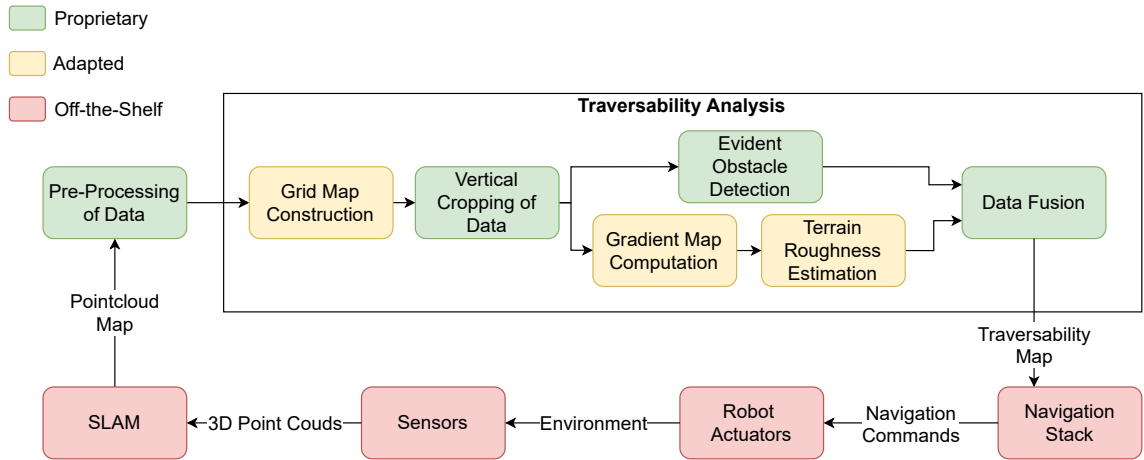 Proprietary
Adapted
Off-the-Shelf
Traversability Analysis
Pre-Processing
of Data
Grid Map
Construction
Vertical
Cropping of
Data
Evident
Obstacle
Detection
Gradient Map
Computation
Terrain
Roughness
Estimation
Data Fusion
Pointcloud
Map
Traversability
Map
SLAM
3D Point Couds
Sensors
Environment
Robot
Actuators
Navigation
Commands
Navigation
Stack